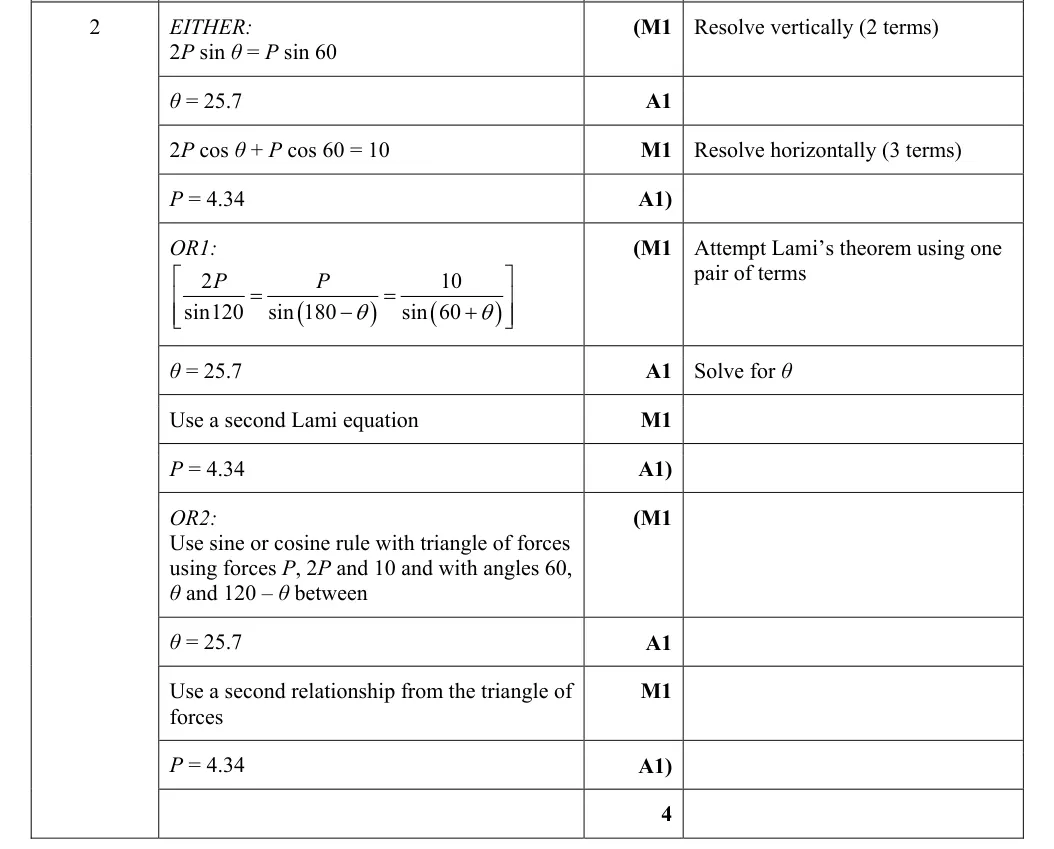 2
EITHER:
2P sin θ = P sin 60
(M1
Resolve vertically (2 terms)
θ = 25.7
A1
2P cos θ + P cos 60 = 10
M1
Resolve horizontally (3 terms)
P = 4.34
A1)
OR1:
[2P/sin120 = P/sin(180 − θ) = 10/sin(60 + θ)]
(M1
Attempt Lami’s theorem using one
pair of terms
θ = 25.7
A1
Solve for θ
Use a second Lami equation
M1
P = 4.34
A1)
OR2:
Use sine or cosine rule with triangle of forces
using forces P, 2P and 10 and with angles 60,
θ and 120 – θ between
(M1
θ = 25.7
A1
Use a second relationship from the triangle of
forces
M1
P = 4.34
A1)
4